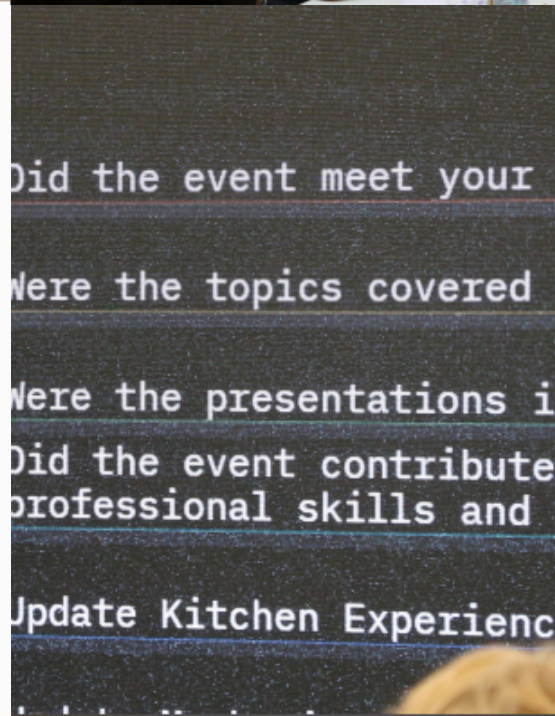 Did the event meet your
Were the topics covered
Were the presentations i
Did the event contribute
professional skills and
Update Kitchen Experienc